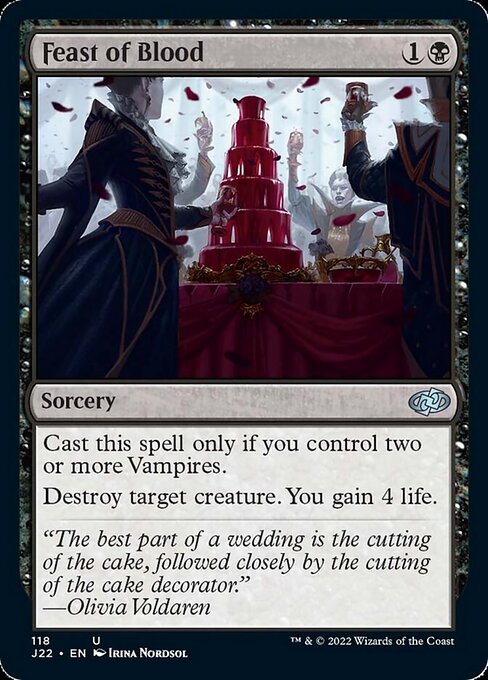 Feast of Blood 1
Sorcery
Cast this spell only if you control two
or more Vampires.
Destroy target creature. You gain 4 life.
“The best part of a wedding is the cutting
of the cake, followed closely by the cutting
of the cake decorator.”
—Olivia Voldaren
118 U
J22 • EN Irina Nordsol
™ & © 2022 Wizards of the Coast